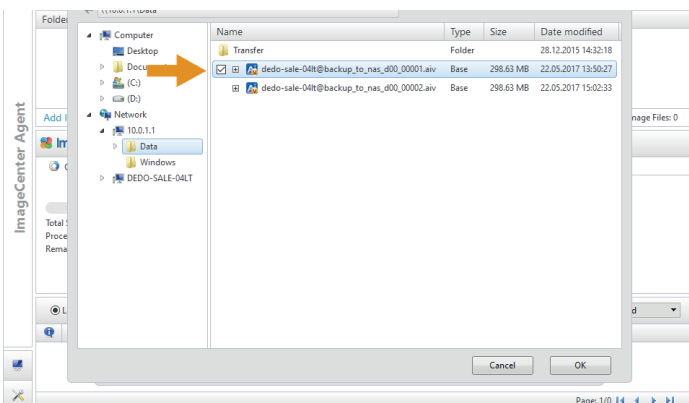 \\10.0.1.1\Data
Folde
Computer
Desktop
(C:)
(D:)
Network
10.0.1.1
Data
Windows
DEDO-SALE-04LT
Name Type Size Date modified
Transfer Folder 28.12.2015 14:32:18
dedo-sale-04lt@backup_to_nas_d00_00001.aiv Base 298.63 MB 22.05.2017 13:50:27
dedo-sale-04lt@backup_to_nas_d00_00002.aiv Base 298.63 MB 22.05.2017 15:02:33
ImageCenter Agent
Add I
nage Files: 0
Im
Total
Proce
Rema
L
d
Cancel OK
Page: 1/0